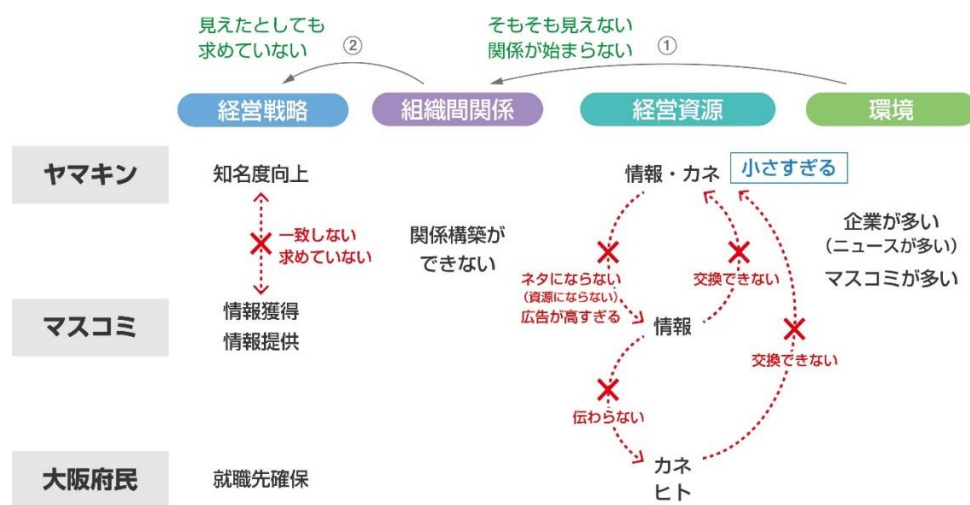 見えたとしても
求めていない
②
そもそも見えない
関係が始まらない
①
経営戦略
組織間関係
経営資源
環境
ヤマキン
知名度向上
情報・カネ
小さすぎる
一致しない
求めていない
関係構築が
できない
ネタにならない
(資源にならない)
広告が高すぎる
交換できない
企業が多い
(ニュースが多い)
マスコミが多い
マスコミ
情報獲得
情報提供
情報
交換できない
伝わらない
大阪府民
就職先確保
カネ
ヒト